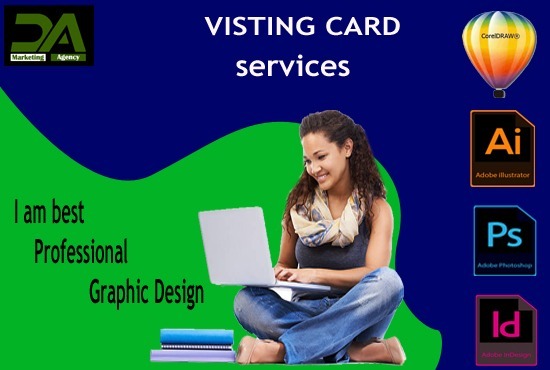 DA
Marketing Agency
VISTING CARD
services
CorelDRAW®
Ai
Adobe illustrator
Ps
Adobe Photoshop
Id
Adobe InDesign
I am best
Professional
Graphic Design